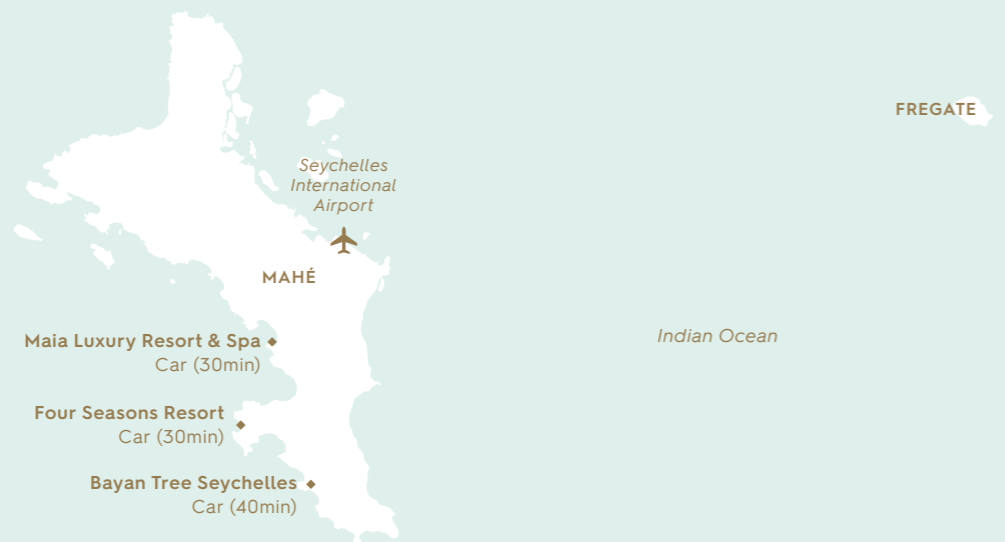 FREGATE
Seychelles
International
Airport
MAHÉ
Indian Ocean
Maia Luxury Resort & Spa
Car (30min)
Four Seasons Resort
Car (30min)
Bayan Tree Seychelles
Car (40min)